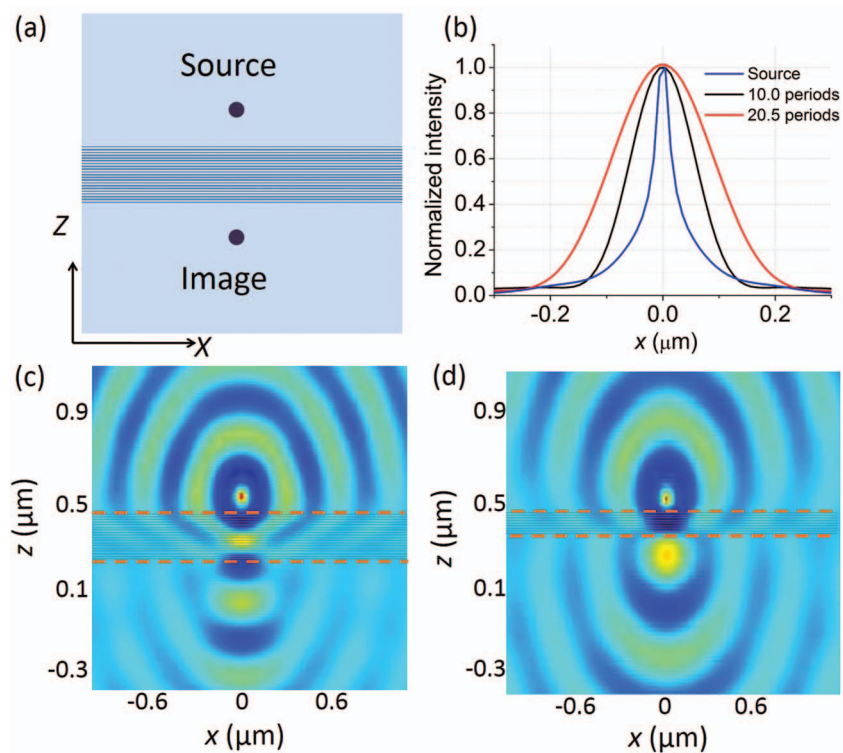 (a)
Source
Image
Z
X
(b)
Normalized intensity
1.0
0.8
0.6
0.4
0.2
0.0
-0.2
0.0
0.2
x (μm)
Source
10.0 periods
20.5 periods
(c)
z (μm)
0.9
0.5
0.1
-0.3
-0.6
0
0.6
x (μm)
(d)
z (μm)
0.9
0.5
0.1
-0.3
-0.6
0
0.6
x (μm)